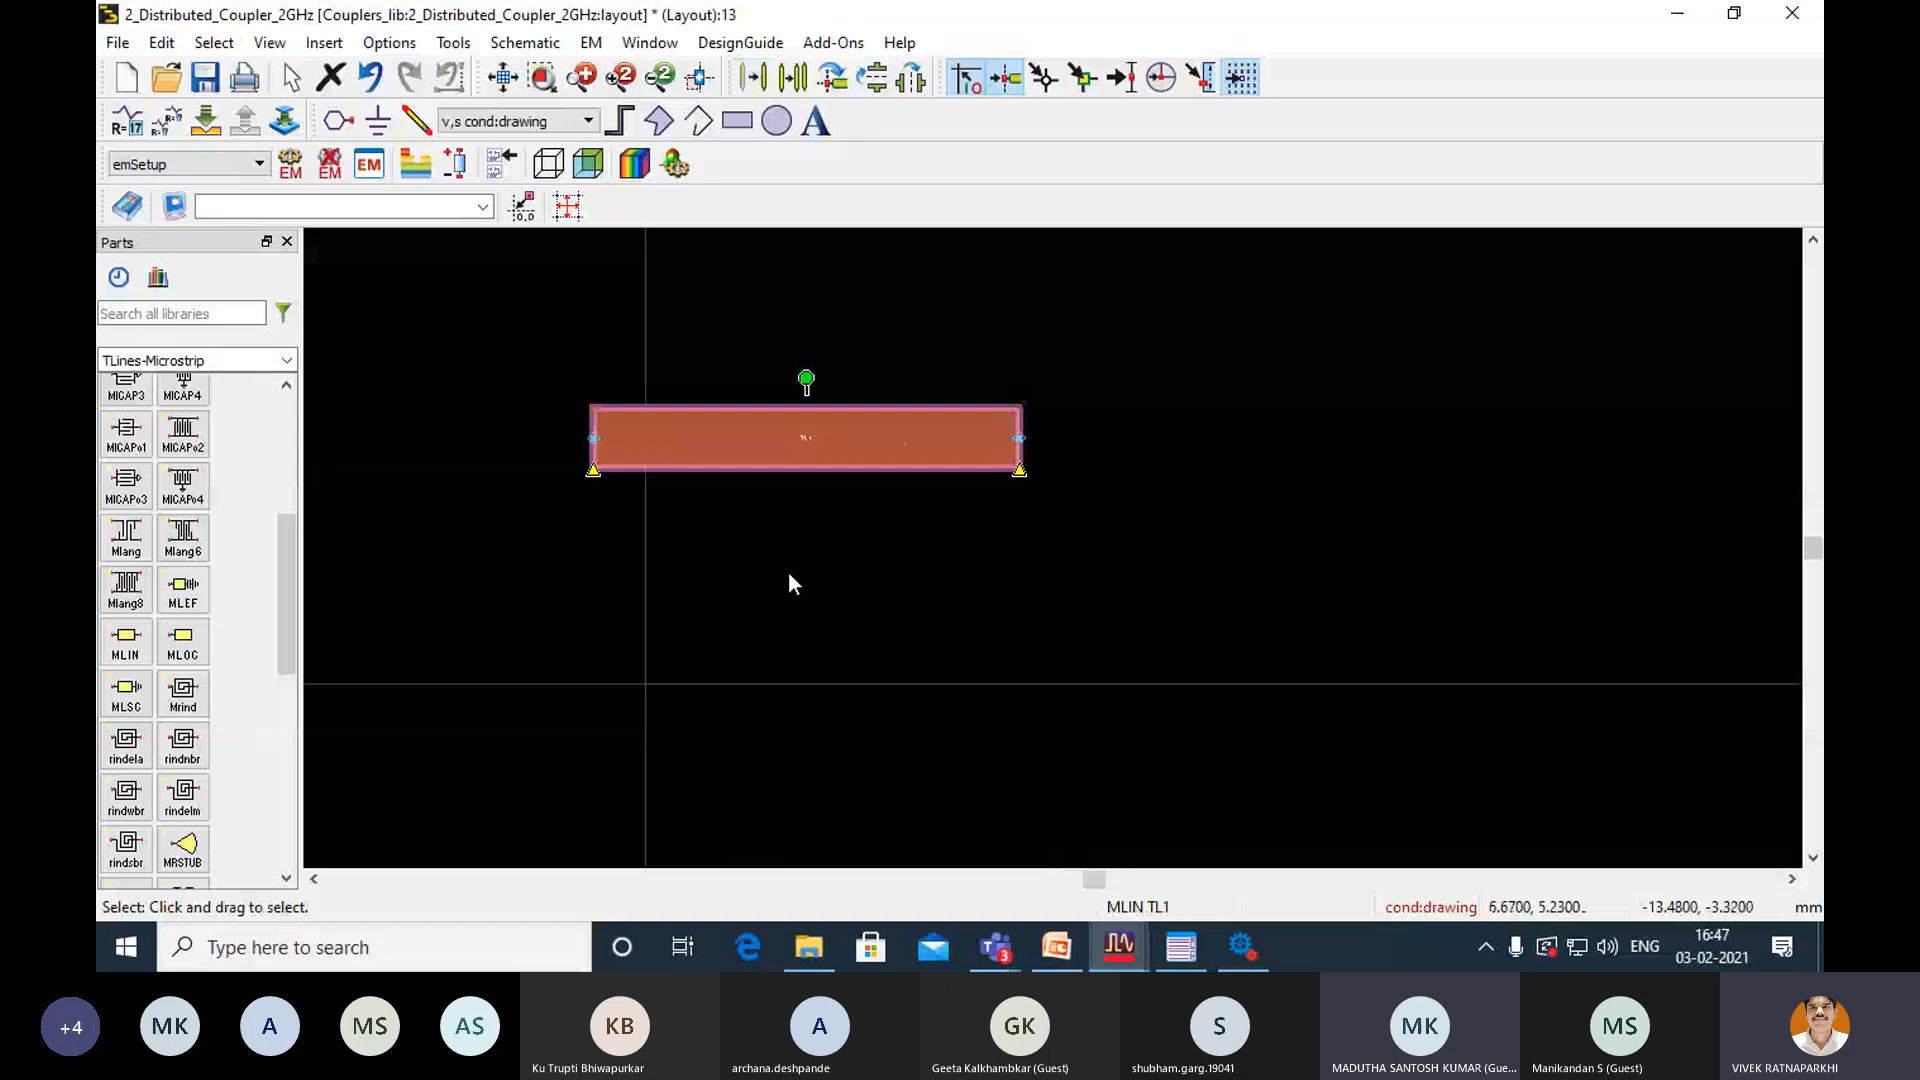 2_Distributed_Coupler_2GHz [Couplers_lib:2_Distributed_Coupler_2GHz:layout] * (Layout):13
File Edit Select View Insert Options Tools Schematic EM Window DesignGuide Add-Ons Help
v,s cond:drawing
emSetup
EM EM EM
0,0
Parts
Search all libraries
TLines-Microstrip
MICAP3 MICAP4
MICAPo1 MICAPo2
MICAPo3 MICAPo4
Mlang Mlang6
Mlang8 MLEF
MLIN MLOC
MLSC Mrind
rindela rindnbr
rindwbr rindelm
rindsbr MRSTUB
Select: Click and drag to select.
MLIN TL1
cond:drawing 6.6700, 5.2300 -13.4800, -3.3200 mm
Type here to search
3
ENG
16:47
03-02-2021
+4 MK A MS AS KB A GK S MK MS
Ku Trupti Bhiwapurkar archana.deshpande Geeta Kalkhambkar (Guest) shubham.garg.19041 MADUTHA SANTOSH KUMAR (Gue... Manikandan S (Guest) VIVEK RATNAPARKHI